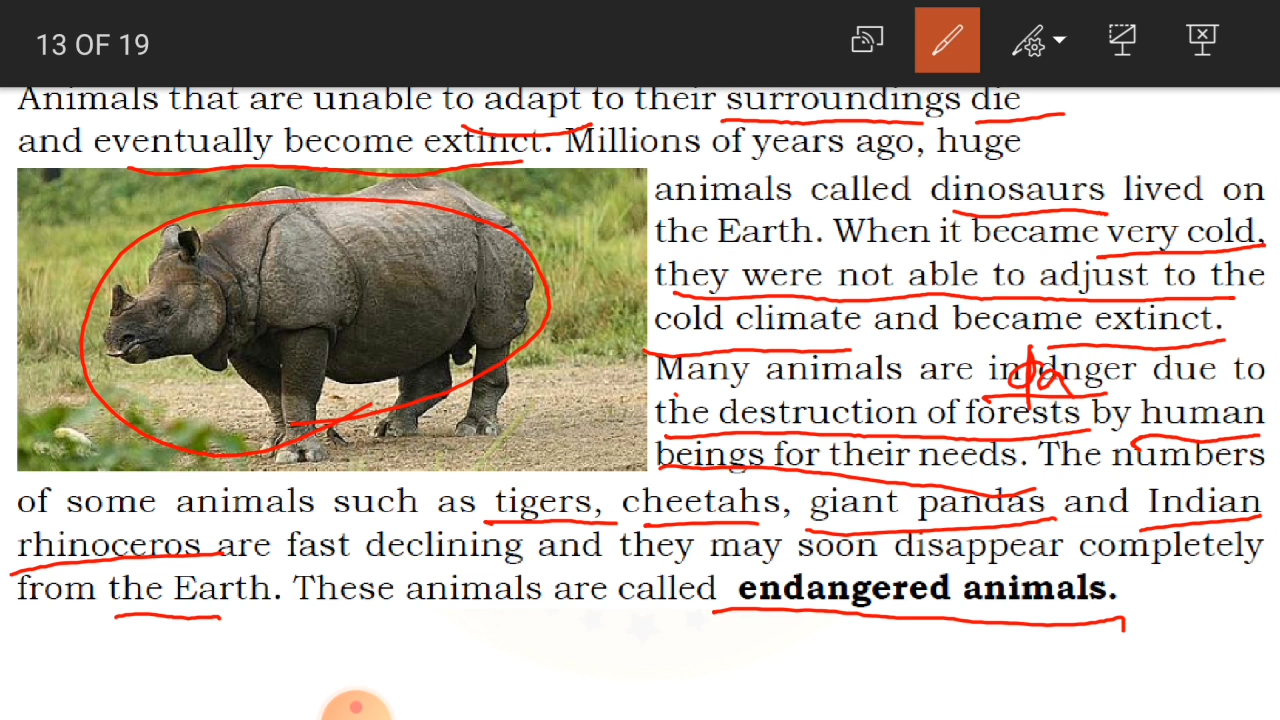 13 OF 19
Animals that are unable to adapt to their surroundings die
and eventually become extinct. Millions of years ago, huge
animals called dinosaurs lived on
the Earth. When it became very cold,
they were not able to adjust to the
cold climate and became extinct.
Many animals are in dnger due to
da
the destruction of forests by human
beings for their needs. The numbers
of some animals such as tigers, cheetahs, giant pandas and Indian
rhinoceros are fast declining and they may soon disappear completely
from the Earth. These animals are called endangered animals.